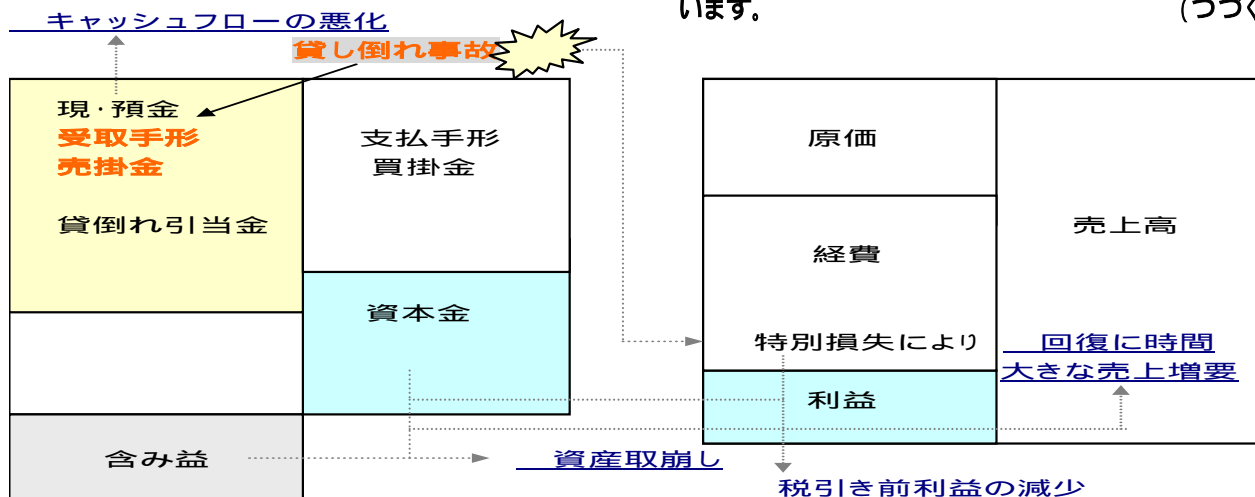 います。
(つづく
キャッシュフローの悪化
貸し倒れ事故
現・預金
受取手形
売掛金
貸倒れ引当金
支払手形
買掛金
資本金
含み益
資産取崩し
原価
経費
特別損失により
利益
売上高
回復に時間
大きな売上増要
税引き前利益の減少